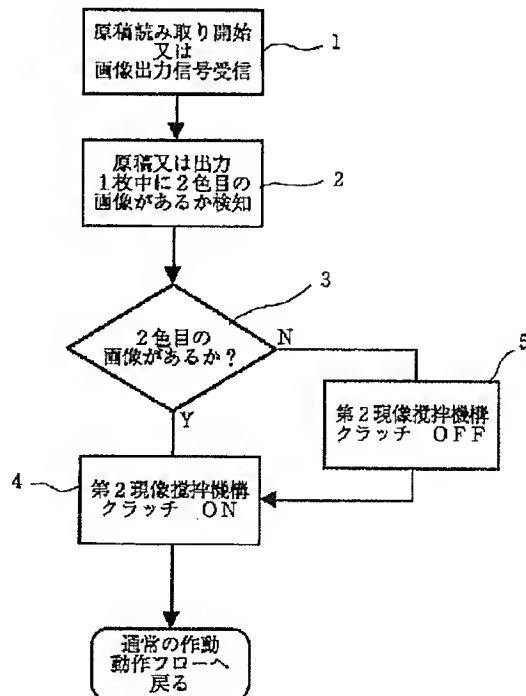 原稿読み取り開始
又は
画像出力信号受信
1
原稿又は出力
1枚中に2色目の
画像があるか検知
2
3
2色目の
画像があるか？
N
Y
5
第2現像攪拌機構
クラッチ　OFF
4
第2現像攪拌機構
クラッチ　ON
通常の作動
動作フローへ
戻る